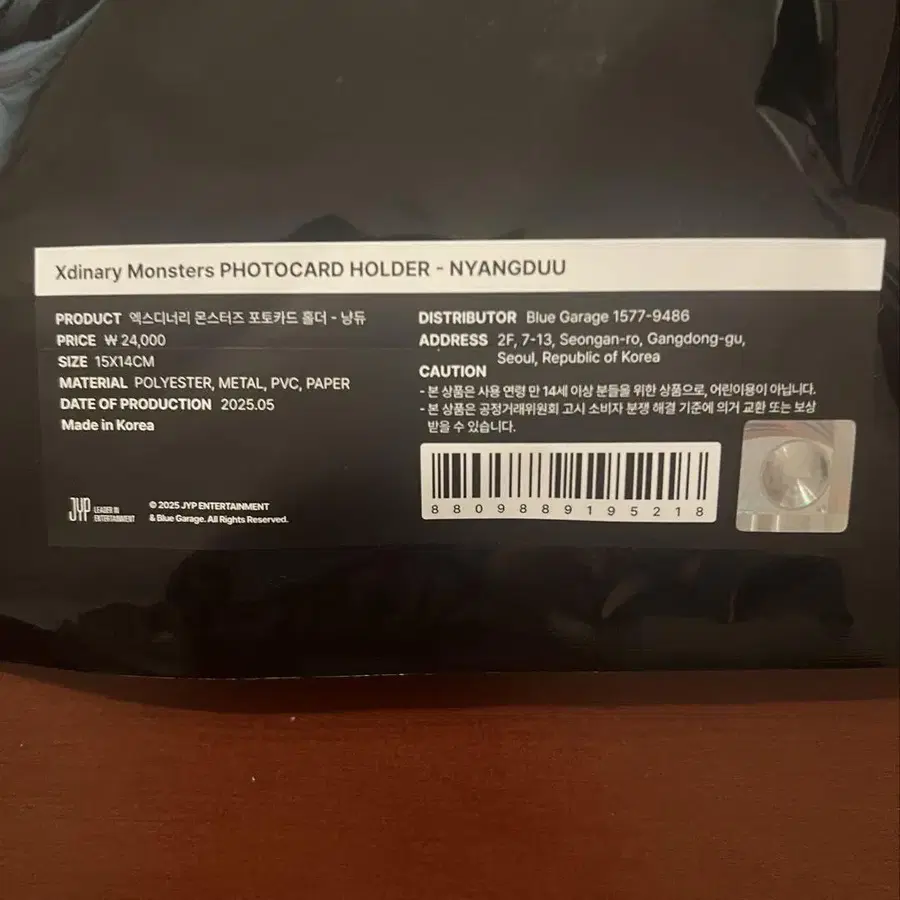 Xdinary Monsters PHOTOCARD HOLDER - NYANGDUU
PRODUCT 엑스디너리 몬스터즈 포토카드 홀더 - 냥듀
PRICE ₩ 24,000
SIZE 15X14CM
MATERIAL POLYESTER, METAL, PVC, PAPER
DATE OF PRODUCTION 2025.05
Made in Korea
JYP LEADER IN
ENTERTAINMENT
© 2025 JYP ENTERTAINMENT
& Blue Garage. All Rights Reserved.
DISTRIBUTOR Blue Garage 1577-9486
ADDRESS 2F, 7-13, Seongan-ro, Gangdong-gu,
Seoul, Republic of Korea
CAUTION
- 본 상품은 사용 연령 만 14세 이상 분들을 위한 상품으로, 어린이용이 아닙니다.
- 본 상품은 공정거래위원회 고시 소비자 분쟁 해결 기준에 의거 교환 또는 보상
받을 수 있습니다.
8809889195218